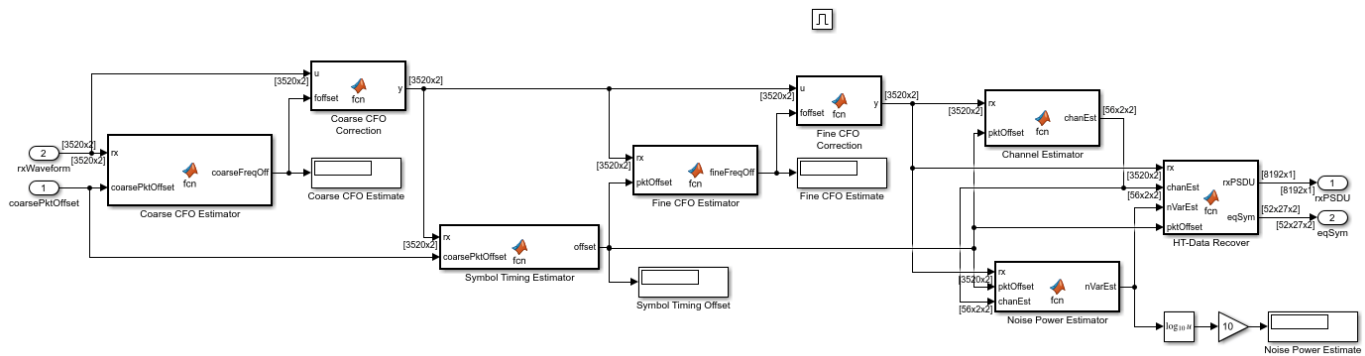 [3520x2]
u
foffset
fcn
y
[3520x2]
Coarse CFO
Correction
[3520x2]
u
foffset
fcn
y
[3520x2]
Fine CFO
Correction
[3520x2]
rx
pktOffset
fcn
chanEst
[56x2x2]
Channel Estimator
2
rxWaveform
[3520x2]
[3520x2]
1
coarsePktOffset
rx
coarsePktOffset
fcn
coarseFreqOff
Coarse CFO Estimator
Coarse CFO Estimate
[3520x2]
rx
pktOffset
fcn
fineFreqOff
Fine CFO Estimator
Fine CFO Estimate
[3520x2]
[56x2x2]
rx
chanEst
nVarEst
pktOffset
fcn
rxPSDU
eqSym
HT-Data Recover
[8192x1]
[8192x1]
1
rxPSDU
[52x27x2]
[52x27x2]
2
eqSym
[3520x2]
rx
coarsePktOffset
fcn
offset
Symbol Timing Estimator
Symbol Timing Offset
[3520x2]
[56x2x2]
rx
pktOffset
chanEst
fcn
nVarEst
Noise Power Estimator
log10 u
10
Noise Power Estimate